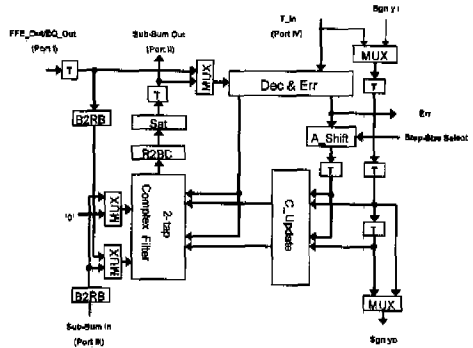 FFE_Out/EQ_Out
(Port I)
Sub-Sum Out
(Port II)
T_In
(Port IV)
Sgn y i
MUX
T
MUX
Dec & Err
T
T
B2RB
Sat
Err
A_Shift
Step-Size Select
R2BC
T
T
MUX
2-tap
Complex Filter
C_Update
"0"
MUX
T
B2RB
MUX
Sub-Sum In
(Port III)
Sgn yo